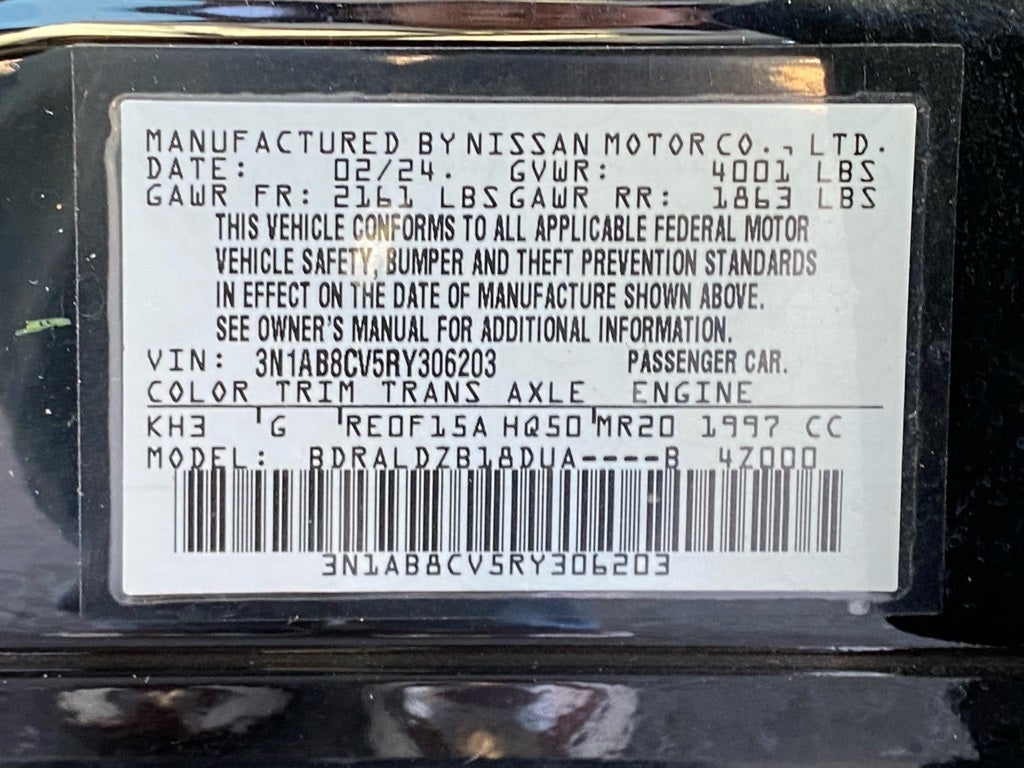 MANUFACTURED BY NISSAN MOTOR CO., LTD.
DATE: 02/24. GVWR: 4001 LBS
GAWR FR: 2161 LBS GAWR RR: 1863 LBS
THIS VEHICLE CONFORMS TO ALL APPLICABLE FEDERAL MOTOR
VEHICLE SAFETY, BUMPER AND THEFT PREVENTION STANDARDS
IN EFFECT ON THE DATE OF MANUFACTURE SHOWN ABOVE.
SEE OWNER'S MANUAL FOR ADDITIONAL INFORMATION.
VIN: 3N1AB8CV5RY306203 PASSENGER CAR.
COLOR TRIM TRANS AXLE ENGINE
KH3 G RE0F15A HQ50 MR20 1997 CC
MODEL: BDRALDZB18DUA----B 4Z000
3N1AB8CV5RY306203